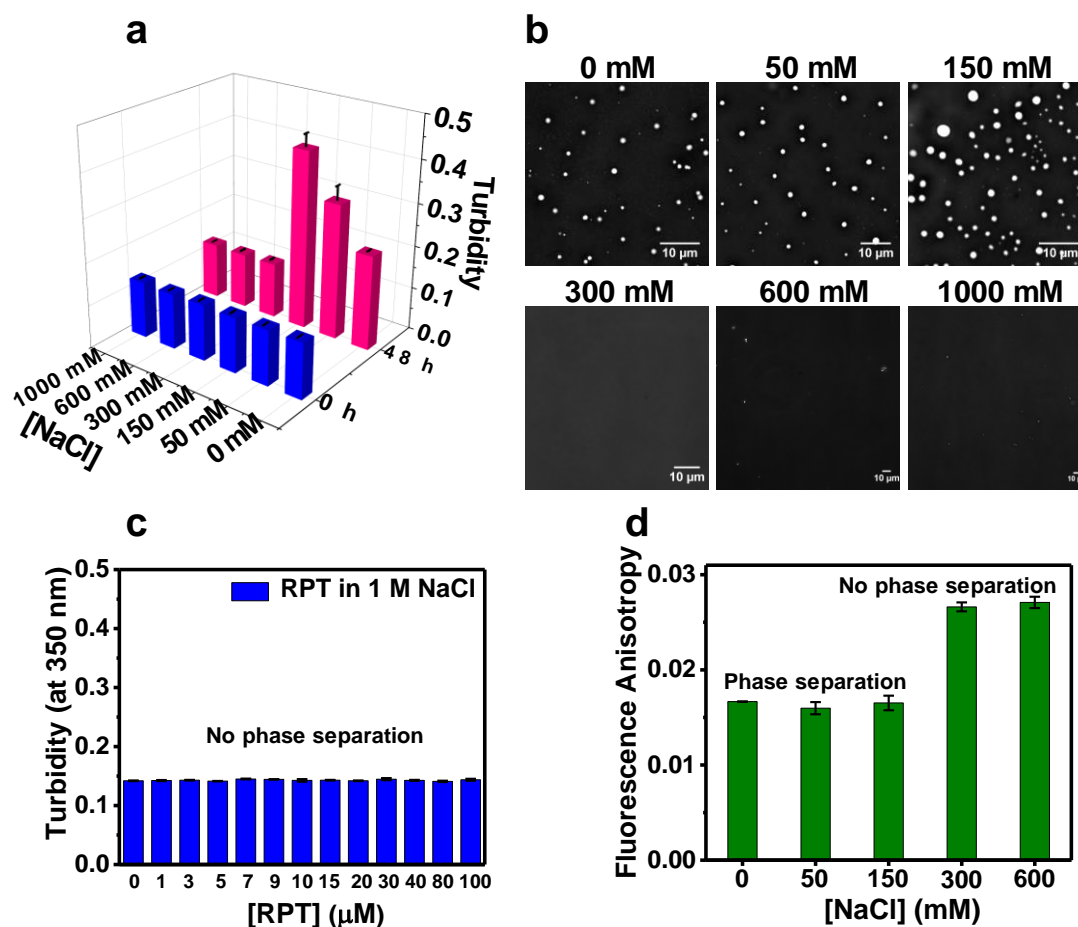 a
0.5
0.4
0.3
0.2
0.1
0.0
Turbidity
48 h
0 h
1000 mM
600 mM
300 mM
150 mM
50 mM
0 mM
[NaCl]
b
0 mM 50 mM 150 mM
10 µm 10 µm 10 µm
300 mM 600 mM 1000 mM
10 µm 10 µm 10 µ
c
Turbidity (at 350 nm)
0.5
0.4
0.3
0.2
0.1
0.0
RPT in 1 M NaCl
No phase separation
0 1 3 5 7 9 10 15 20 30 40 80 100
[RPT] (µM)
d
Fluorescence Anisotropy
0.03
0.02
0.01
0.00
No phase separation
Phase separation
0 50 150 300 600
[NaCl] (mM)